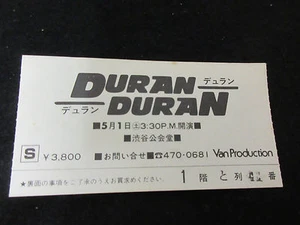 DURAN デュラン
デュラン DURAN
■5月1日(土)3:30P.M.開演■
■渋谷公会堂■
S ¥3,800 ■お問い合せ■☎470-0681 Van Production
★裏面の事項をご了承のうえお買求めください。
1 階 と 列 番